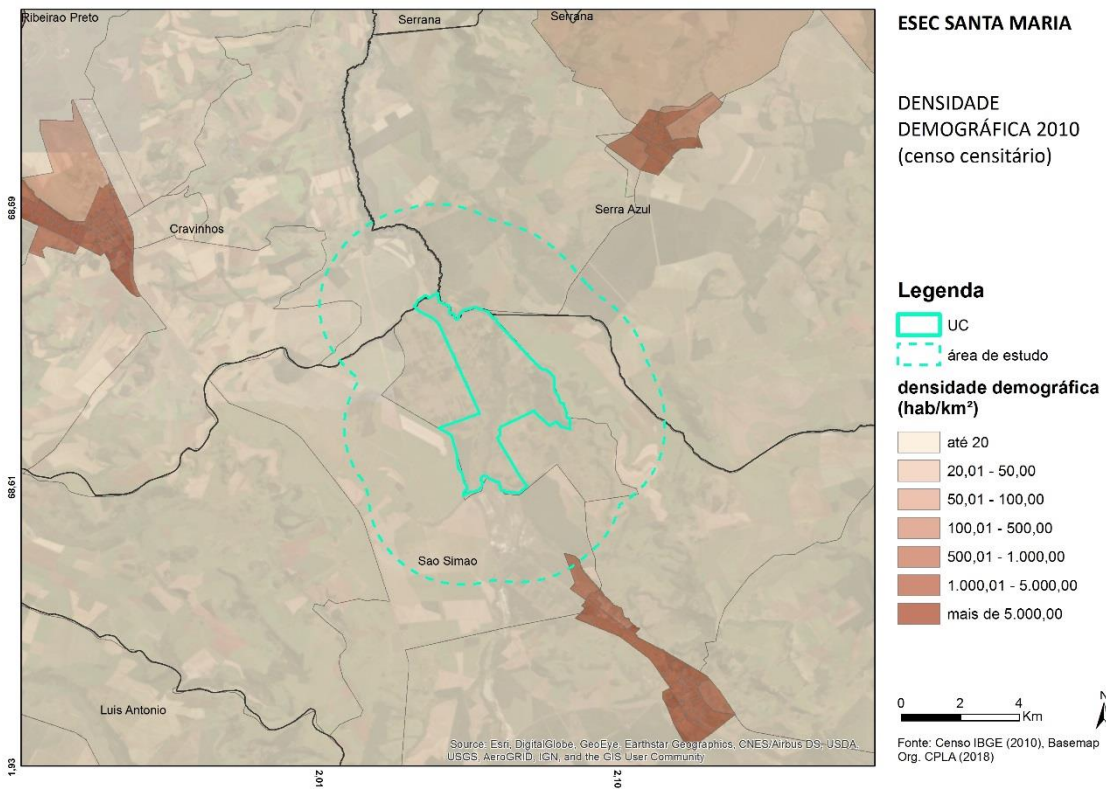 Ribeirao Preto
Serrana
Serrana
Cravinhos
Serra Azul
Sao Simao
Luis Antonio
68,69
68,61
1,93
2,01
2,10
Source: Esri, DigitalGlobe, GeoEye, Earthstar Geographics, CNES/Airbus DS, USDA,
USGS, AeroGRID, IGN, and the GIS User Community
ESEC SANTA MARIA
DENSIDADE
DEMOGRÁFICA 2010
(censo censitário)
Legenda
UC
área de estudo
densidade demográfica
(hab/km²)
até 20
20,01 - 50,00
50,01 - 100,00
100,01 - 500,00
500,01 - 1.000,00
1.000,01 - 5.000,00
mais de 5.000,00
0 2 4
Km
N
Fonte: Censo IBGE (2010), Basemap
Org. CPLA (2018)